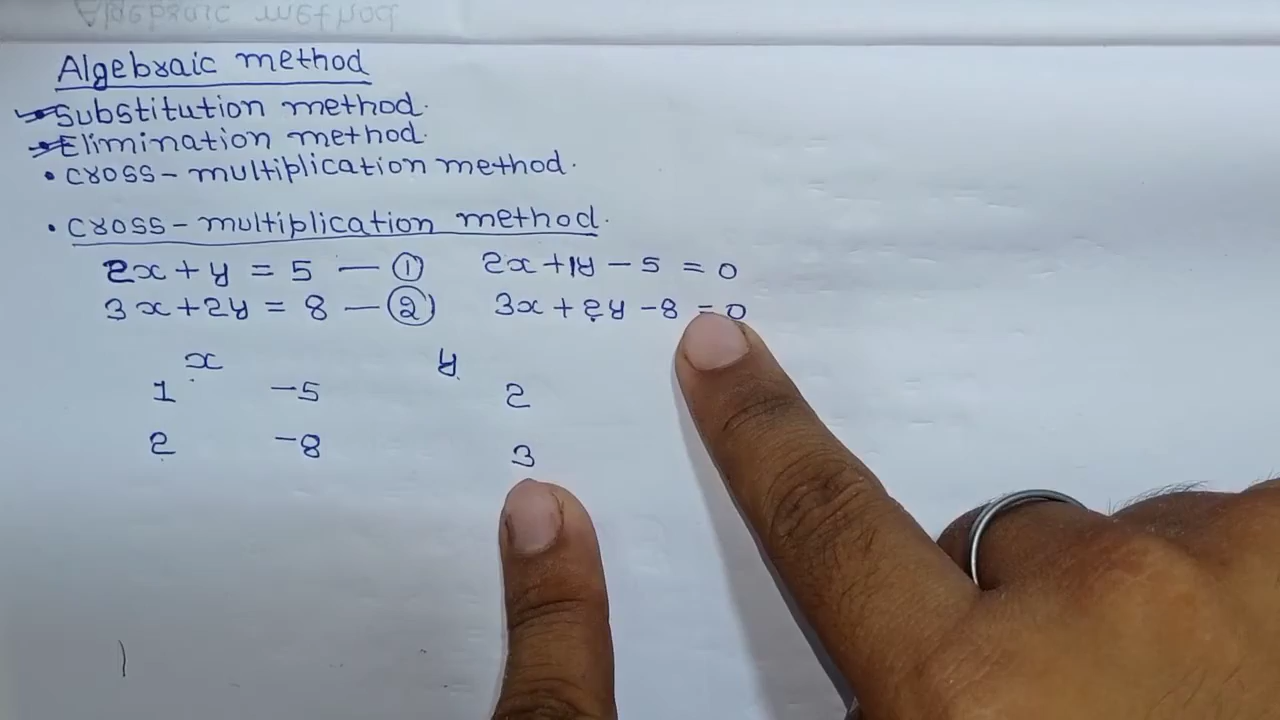 Algebraic method
Substitution method.
Elimination method.
• cross - multiplication method.
• cross - multiplication method.
2x + y = 5 — ① 2x + 1y - 5 = 0
3x + 2y = 8 — ② 3x + 2y - 8 = 0
x y
1 -5 2
2 -8 3